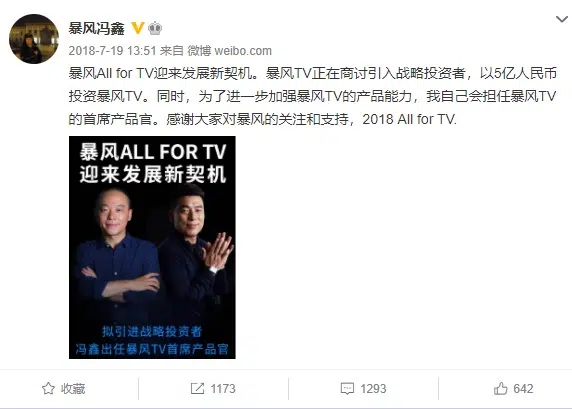 暴风冯鑫
2018-7-19 13:51 来自 微博 weibo.com
暴风All for TV迎来发展新契机。暴风TV正在商讨引入战略投资者，以5亿人民币
投资暴风TV。同时，为了进一步加强暴风TV的产品能力，我自己会担任暴风TV
的首席产品官。感谢大家对暴风的关注和支持，2018 All for TV.
暴风ALL FOR TV
迎来发展新契机
拟引进战略投资者
冯鑫出任暴风TV首席产品官
收藏 1173 1293 642